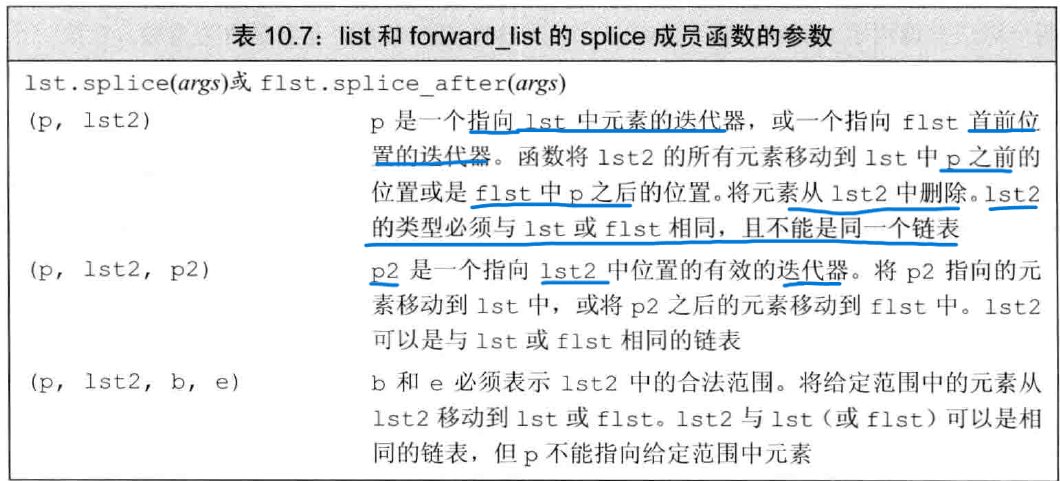 表 10.7：list 和 forward_list 的 splice 成员函数的参数
lst.splice(args)或 flst.splice_after(args)
(p, lst2) p 是一个指向 lst 中元素的迭代器，或一个指向 flst 首前位
置的迭代器。函数将 lst2 的所有元素移动到 lst 中 p 之前的
位置或是 flst 中 p 之后的位置。将元素从 lst2 中删除。lst2
的类型必须与 lst 或 flst 相同，且不能是同一个链表
(p, lst2, p2) p2 是一个指向 lst2 中位置的有效的迭代器。将 p2 指向的元
素移动到 lst 中，或将 p2 之后的元素移动到 flst 中。lst2
可以是与 lst 或 flst 相同的链表
(p, lst2, b, e) b 和 e 必须表示 lst2 中的合法范围。将给定范围中的元素从
lst2 移动到 lst 或 flst。lst2 与 lst（或 flst）可以是相
同的链表，但 p 不能指向给定范围中元素